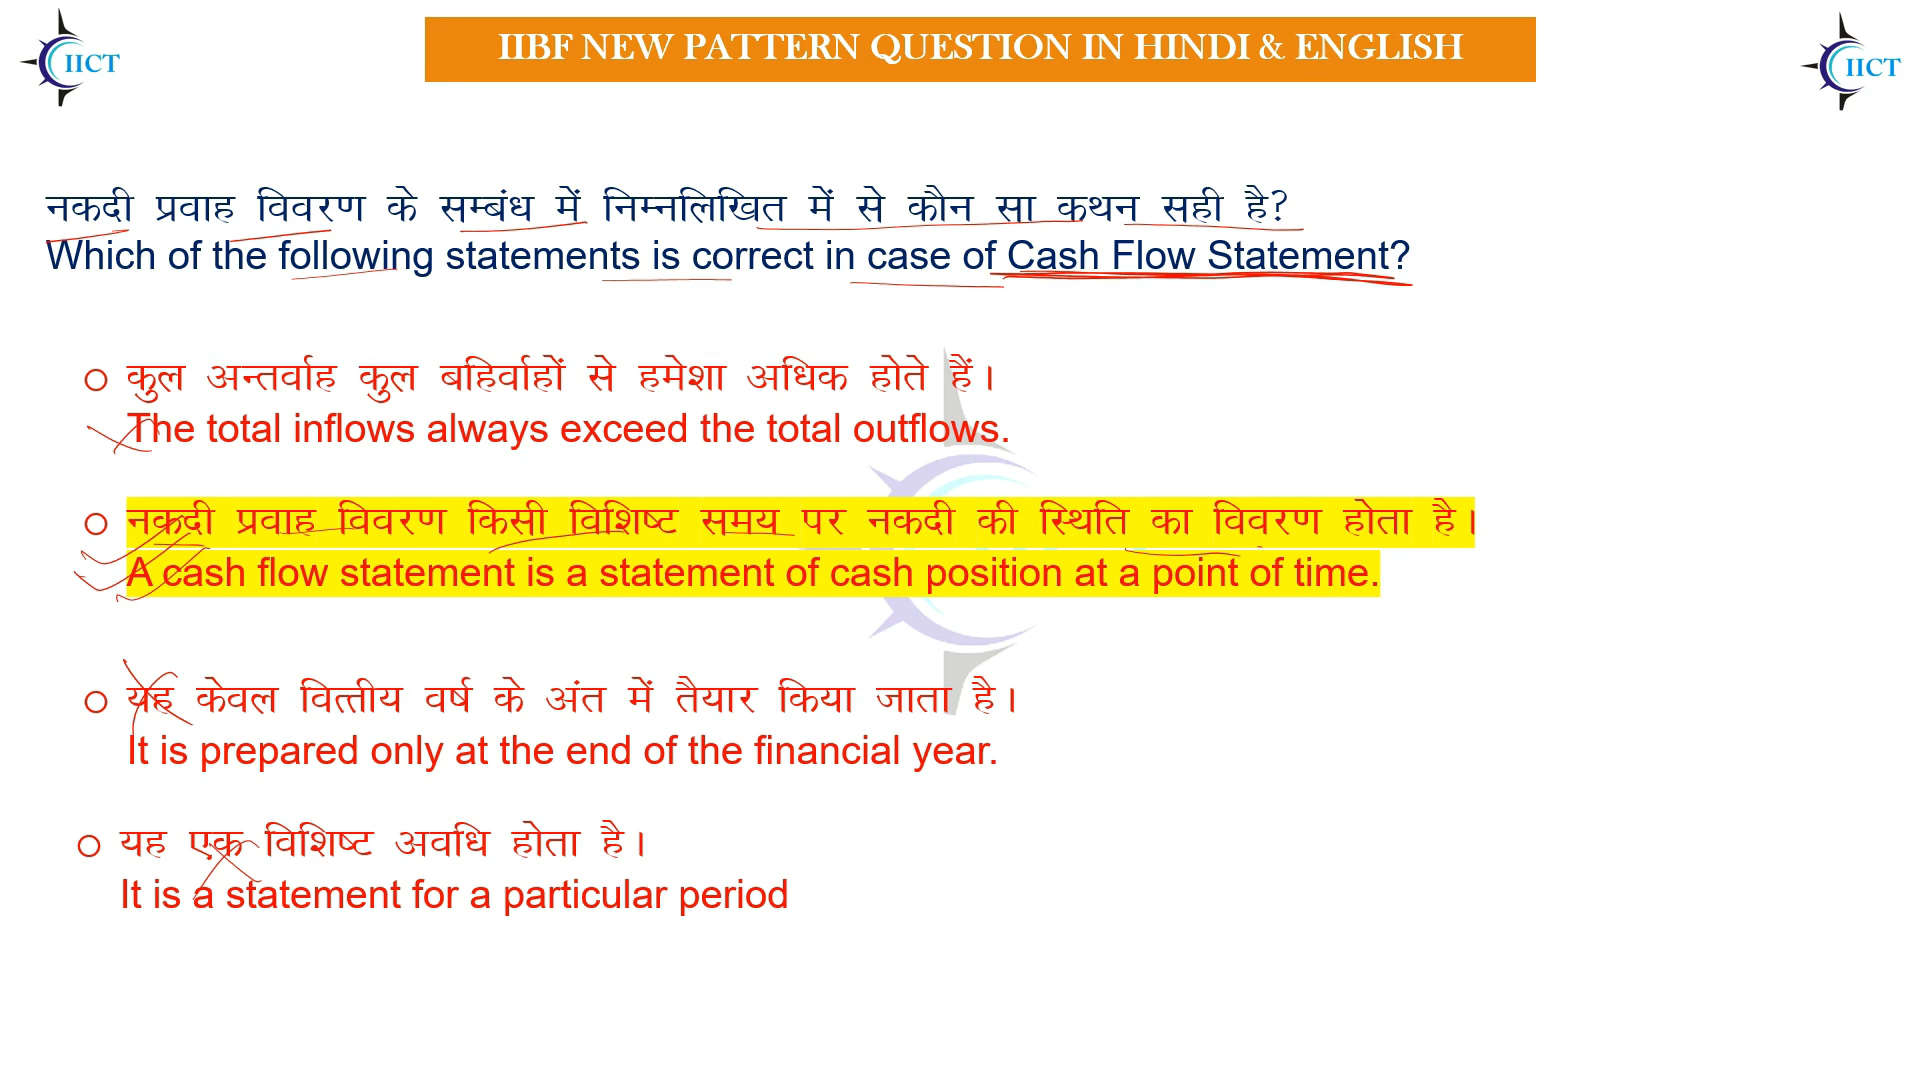 IICT
IIBF NEW PATTERN QUESTION IN HINDI & ENGLISH
IICT
नकदी प्रवाह विवरण के सम्बंध में निम्नलिखित में से कौन सा कथन सही है?
Which of the following statements is correct in case of Cash Flow Statement?
कुल अन्तर्वाह कुल बहिर्वाहों से हमेशा अधिक होते हैं।
The total inflows always exceed the total outflows.
नकदी प्रवाह विवरण किसी विशिष्ट समय पर नकदी की स्थिति का विवरण होता है।
A cash flow statement is a statement of cash position at a point of time.
यह केवल वित्तीय वर्ष के अंत में तैयार किया जाता है।
It is prepared only at the end of the financial year.
यह एक विशिष्ट अवधि होता है।
It is a statement for a particular period